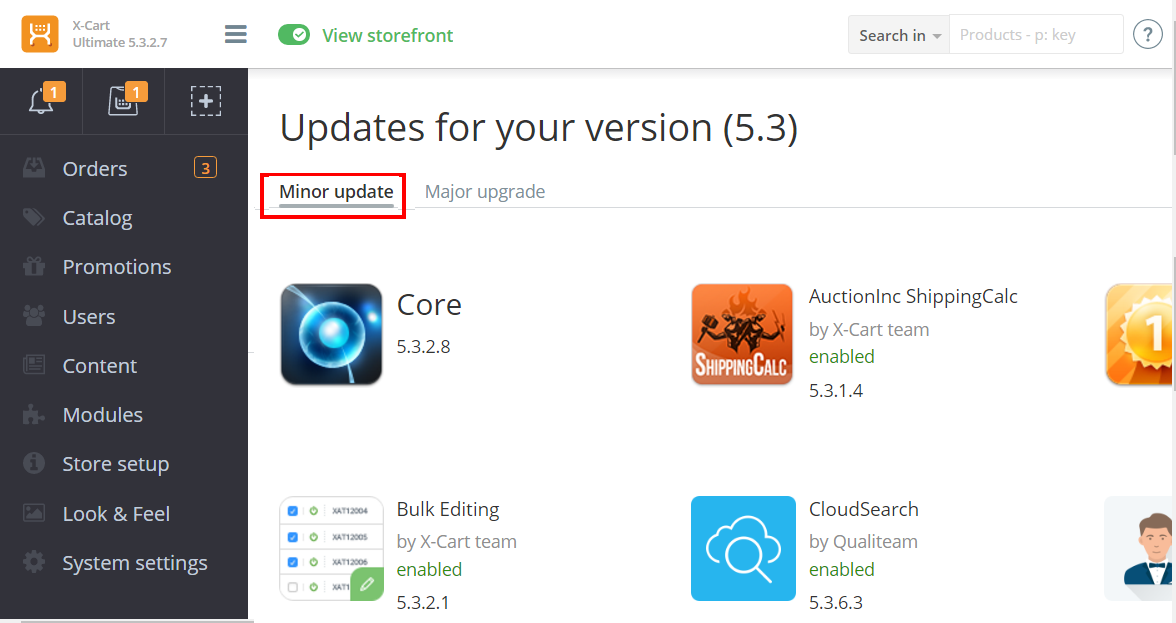 X-Cart
Ultimate 5.3.2.7
View storefront
Search in
Products - p: key
?
1
1
Orders
3
Catalog
Promotions
Users
Content
Modules
Store setup
Look & Feel
System settings
Updates for your version (5.3)
Minor update
Major upgrade
Core
5.3.2.8
SHIPPINGCALC
AuctionInc ShippingCalc
by X-Cart team
enabled
5.3.1.4
1
XAT12004
XAT12005
XAT12006
XAT1
Bulk Editing
by X-Cart team
enabled
5.3.2.1
CloudSearch
by Qualiteam
enabled
5.3.6.3